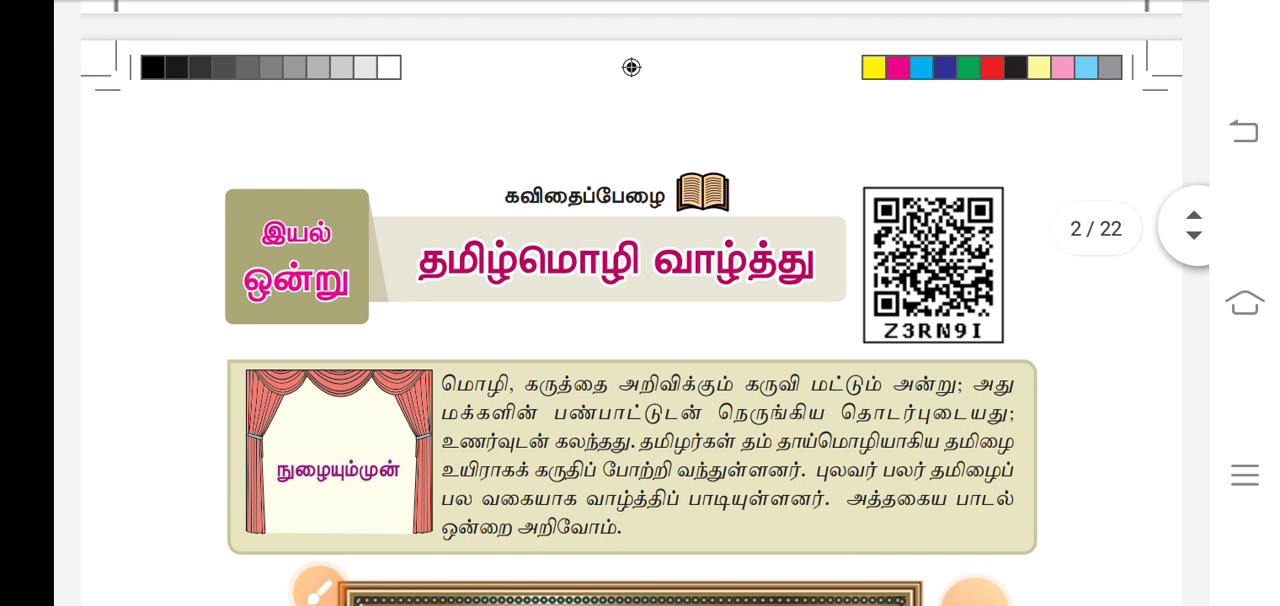 கவிதைப்பேழை
இயல்
ஒன்று
தமிழ்மொழி வாழ்த்து
Z3RN9I
2 / 22
நுழையும்முன்
மொழி, கருத்தை அறிவிக்கும் கருவி மட்டும் அன்று; அது
மக்களின் பண்பாட்டுடன் நெருங்கிய தொடர்புடையது;
உணர்வுடன் கலந்தது. தமிழர்கள் தம் தாய்மொழியாகிய தமிழை
உயிராகக் கருதிப் போற்றி வந்துள்ளனர். புலவர் பலர் தமிழைப்
பல வகையாக வாழ்த்திப் பாடியுள்ளனர். அத்தகைய பாடல்
ஒன்றை அறிவோம்.